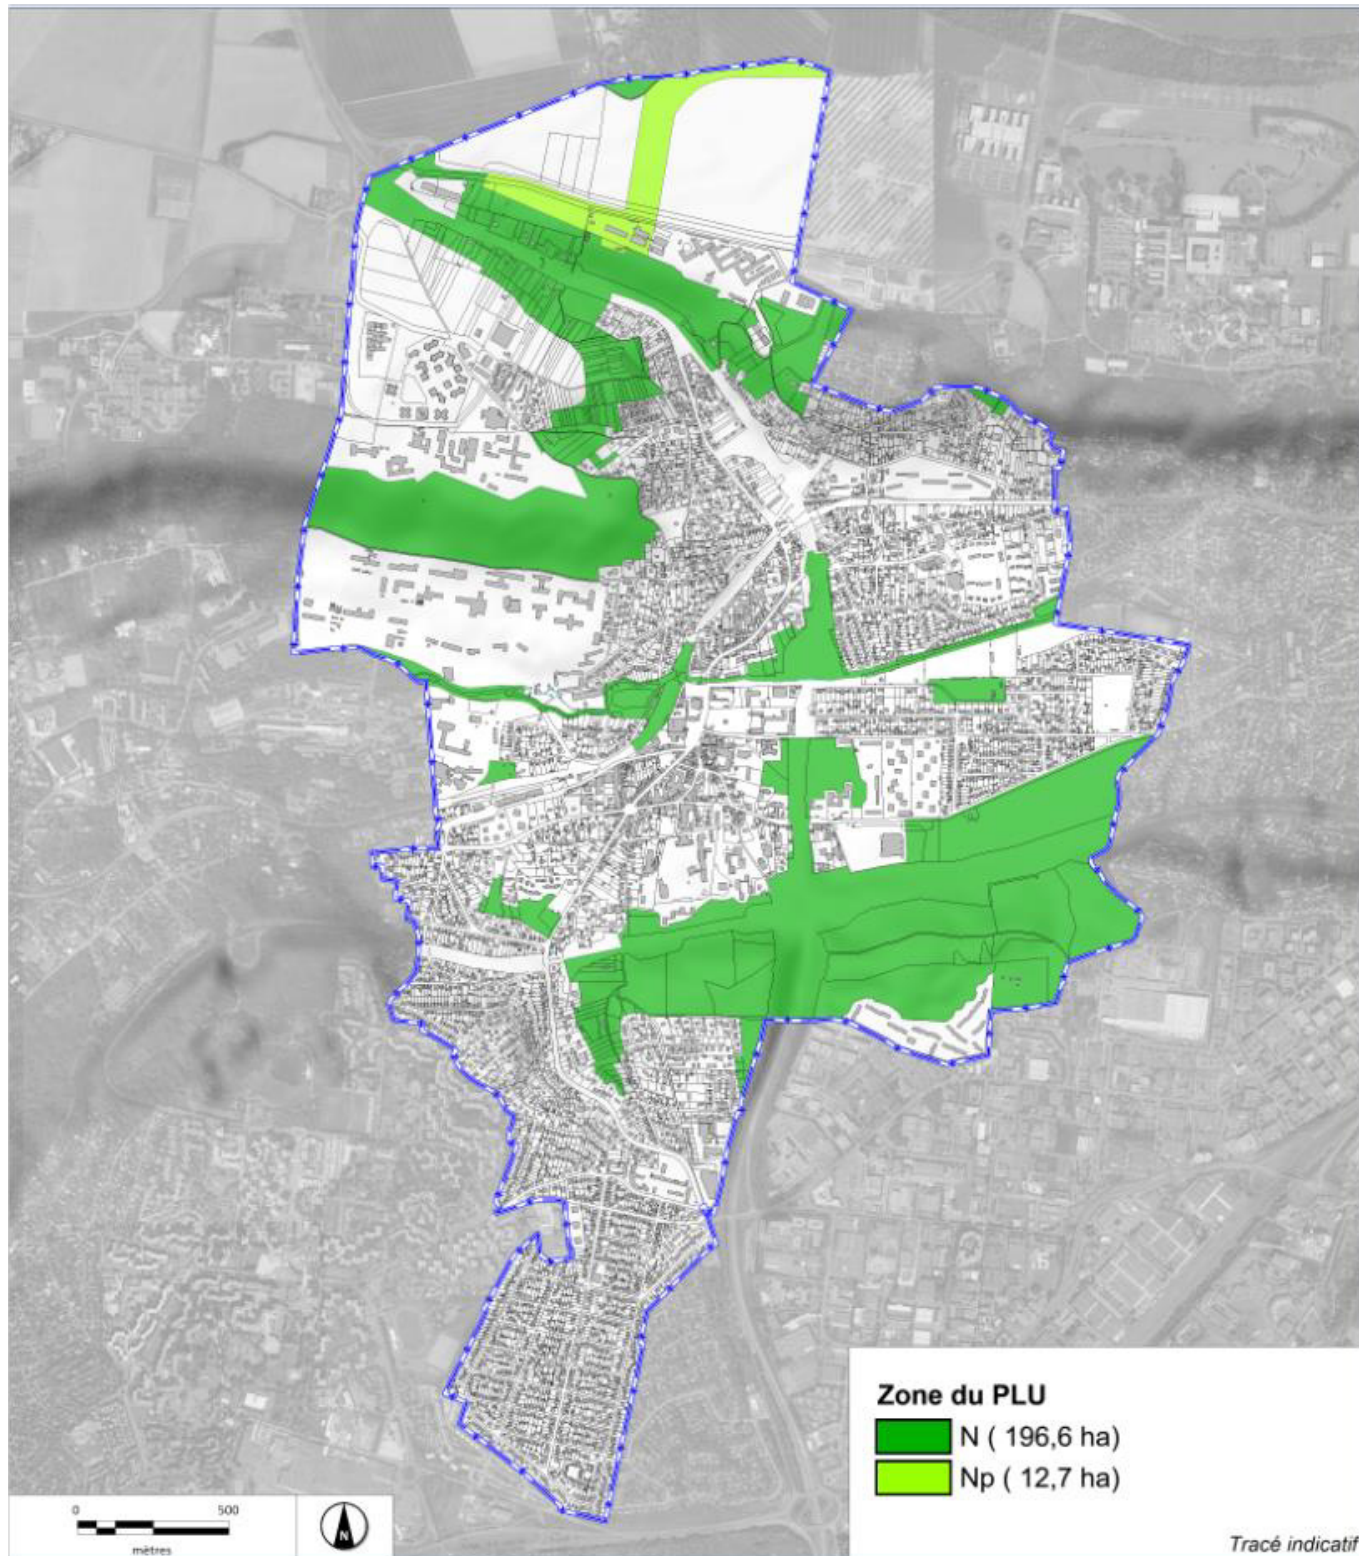 Zone du PLU
N ( 196,6 ha)
Np ( 12,7 ha)
0 500
mètres
N
Tracé indicatif